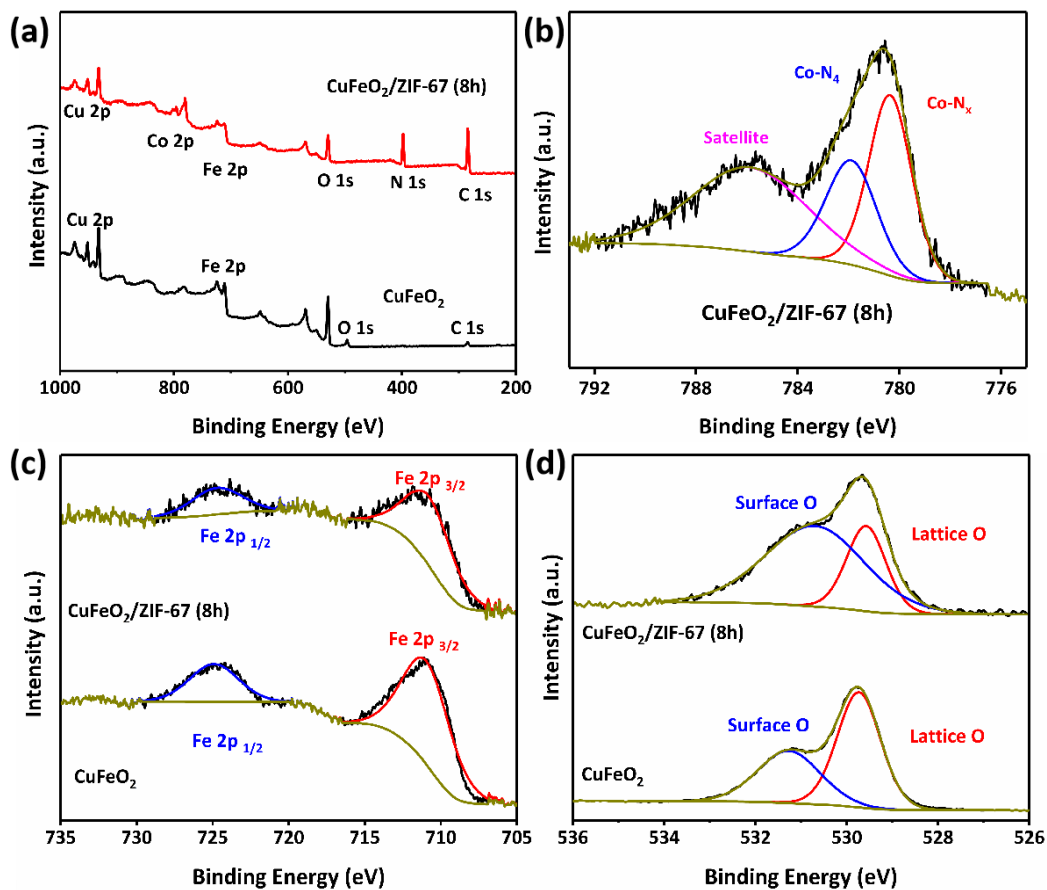 (a)
CuFeO₂/ZIF-67 (8h)
Cu 2p
Co 2p
Fe 2p
O 1s
N 1s
C 1s
Cu 2p
Fe 2p
CuFeO₂
O 1s
C 1s
Intensity (a.u.)
1000 800 600 400 200
Binding Energy (eV)
(b)
Co-N₄
Co-Nₓ
Satellite
CuFeO₂/ZIF-67 (8h)
Intensity (a.u.)
792 788 784 780 776
Binding Energy (eV)
(c)
Fe 2p 3/2
Fe 2p 1/2
CuFeO₂/ZIF-67 (8h)
Fe 2p 3/2
Fe 2p 1/2
CuFeO₂
Intensity (a.u.)
735 730 725 720 715 710 705
Binding Energy (eV)
(d)
Surface O
Lattice O
CuFeO₂/ZIF-67 (8h)
Surface O
Lattice O
CuFeO₂
Intensity (a.u.)
536 534 532 530 528 526
Binding Energy (eV)